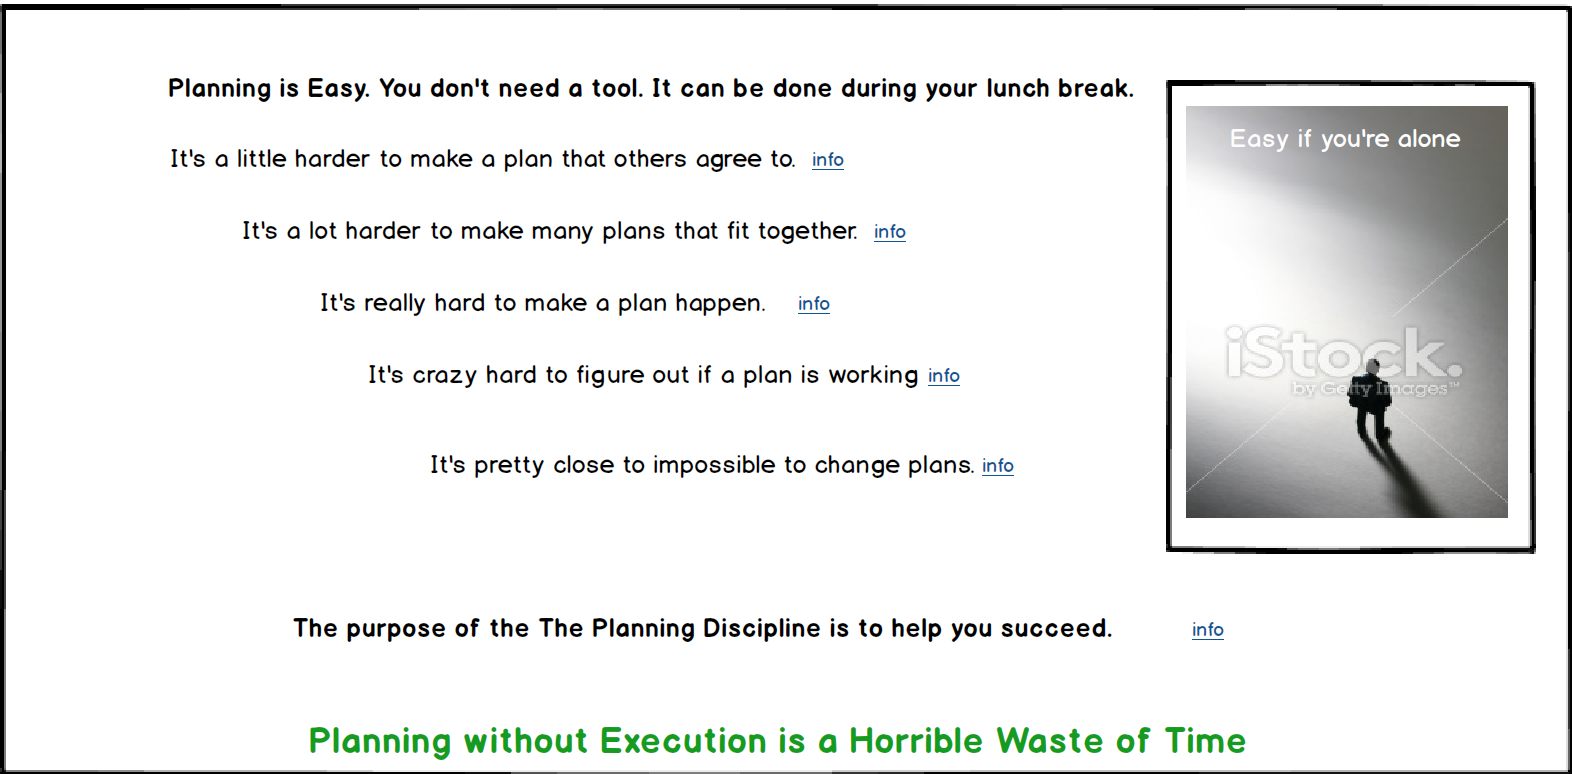 Planning is Easy. You don't need a tool. It can be done during your lunch break.
Easy if you're alone
It's a little harder to make a plan that others agree to. info
It's a lot harder to make many plans that fit together. info
It's really hard to make a plan happen. info
It's crazy hard to figure out if a plan is working info
It's pretty close to impossible to change plans. info
iStock.
by Getty Images™
The purpose of the The Planning Discipline is to help you succeed. info
Planning without Execution is a Horrible Waste of Time